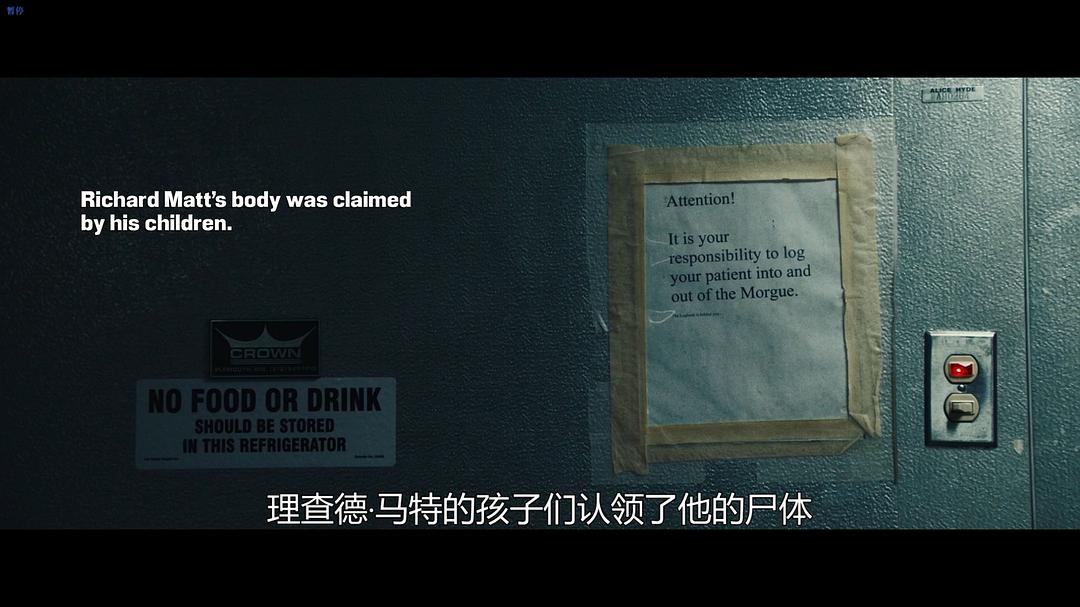 暂停
ALICE HYDE
Richard Matt's body was claimed
by his children.
Attention!
It is your
responsibility to log
your patient into and
out of the Morgue.
CROWN
NO FOOD OR DRINK
SHOULD BE STORED
IN THIS REFRIGERATOR
理查德·马特的孩子们认领了他的尸体